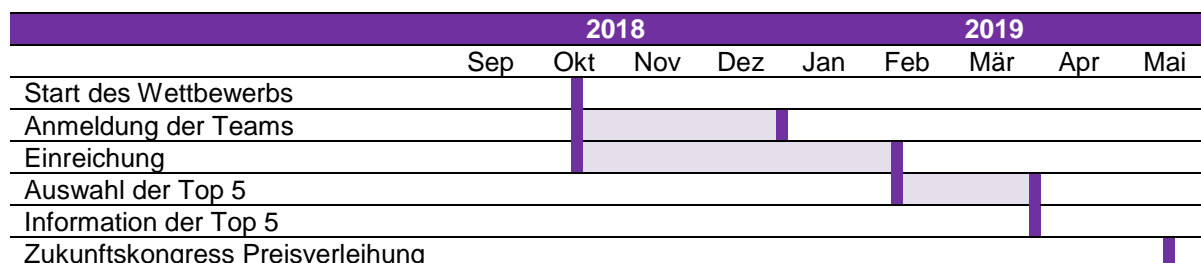 2018 2019
Sep Okt Nov Dez Jan Feb Mär Apr Mai
Start des Wettbewerbs
Anmeldung der Teams
Einreichung
Auswahl der Top 5
Information der Top 5
Zukunftskongress Preisverleihung